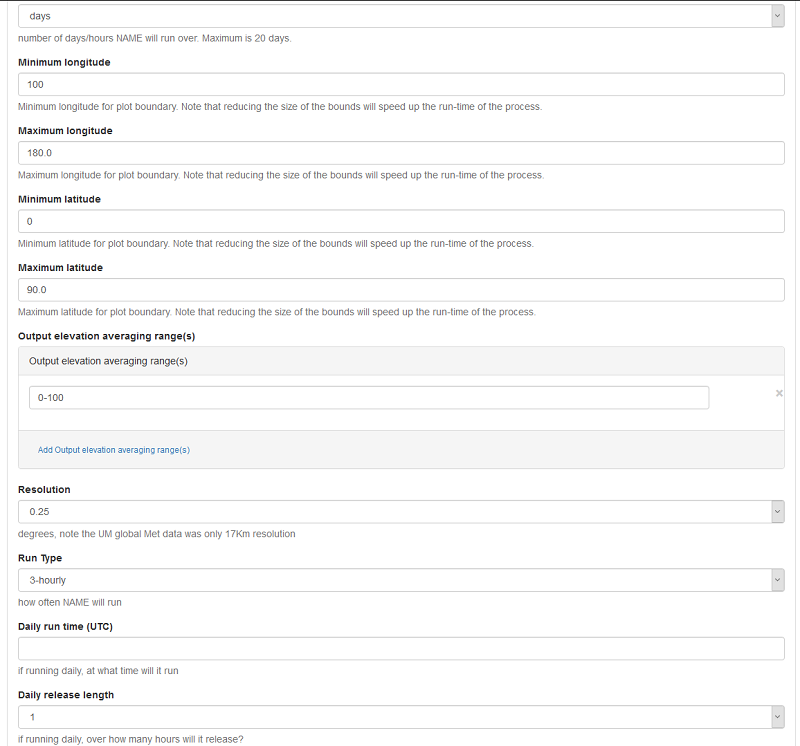 days
number of days/hours NAME will run over. Maximum is 20 days.
Minimum longitude
100
Minimum longitude for plot boundary. Note that reducing the size of the bounds will speed up the run-time of the process.
Maximum longitude
180.0
Maximum longitude for plot boundary. Note that reducing the size of the bounds will speed up the run-time of the process.
Minimum latitude
0
Minimum latitude for plot boundary. Note that reducing the size of the bounds will speed up the run-time of the process.
Maximum latitude
90.0
Maximum latitude for plot boundary. Note that reducing the size of the bounds will speed up the run-time of the process.
Output elevation averaging range(s)
Output elevation averaging range(s)
0-100
Add Output elevation averaging range(s)
Resolution
0.25
degrees, note the UM global Met data was only 17Km resolution
Run Type
3-hourly
how often NAME will run
Daily run time (UTC)
if running daily, at what time will it run
Daily release length
1
if running daily, over how many hours will it release?